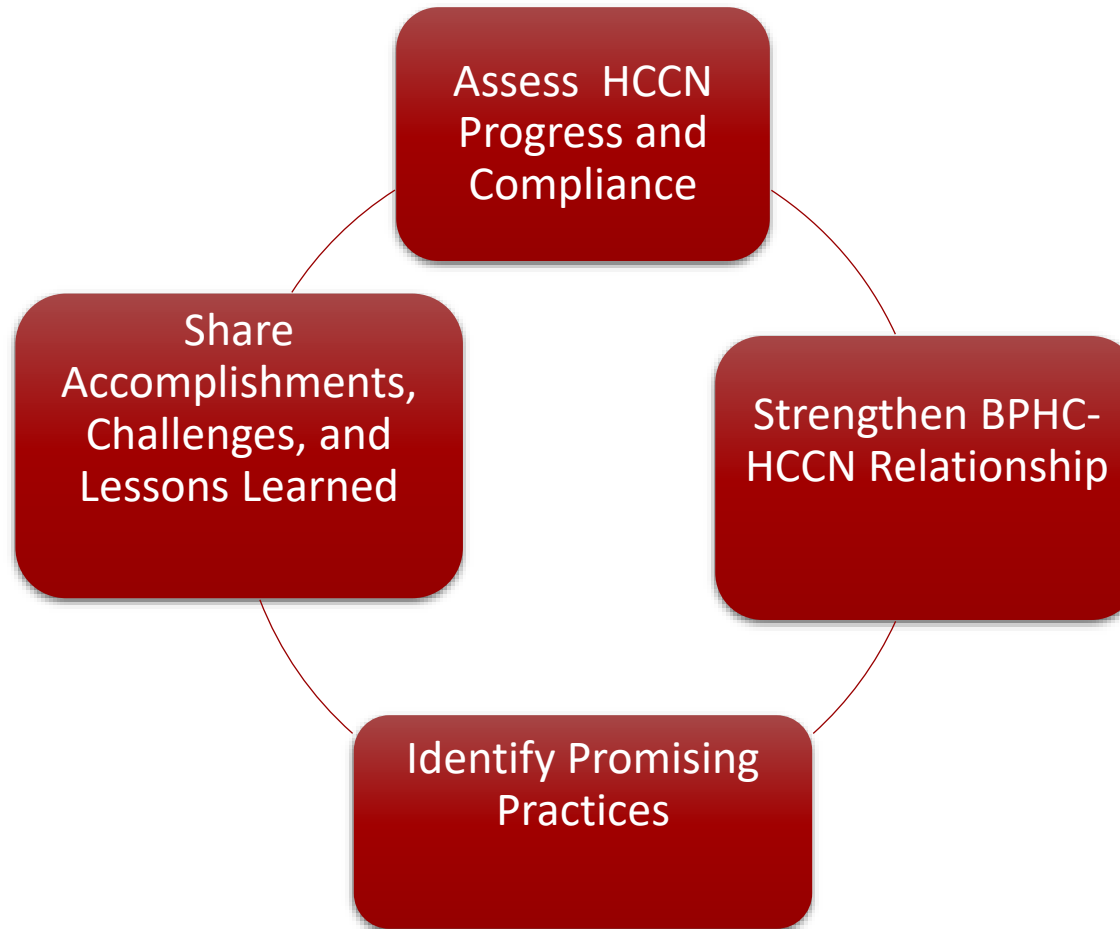 Assess HCCN
Progress and
Compliance
Strengthen BPHC-
HCCN Relationship
Identify Promising
Practices
Share
Accomplishments,
Challenges, and
Lessons Learned